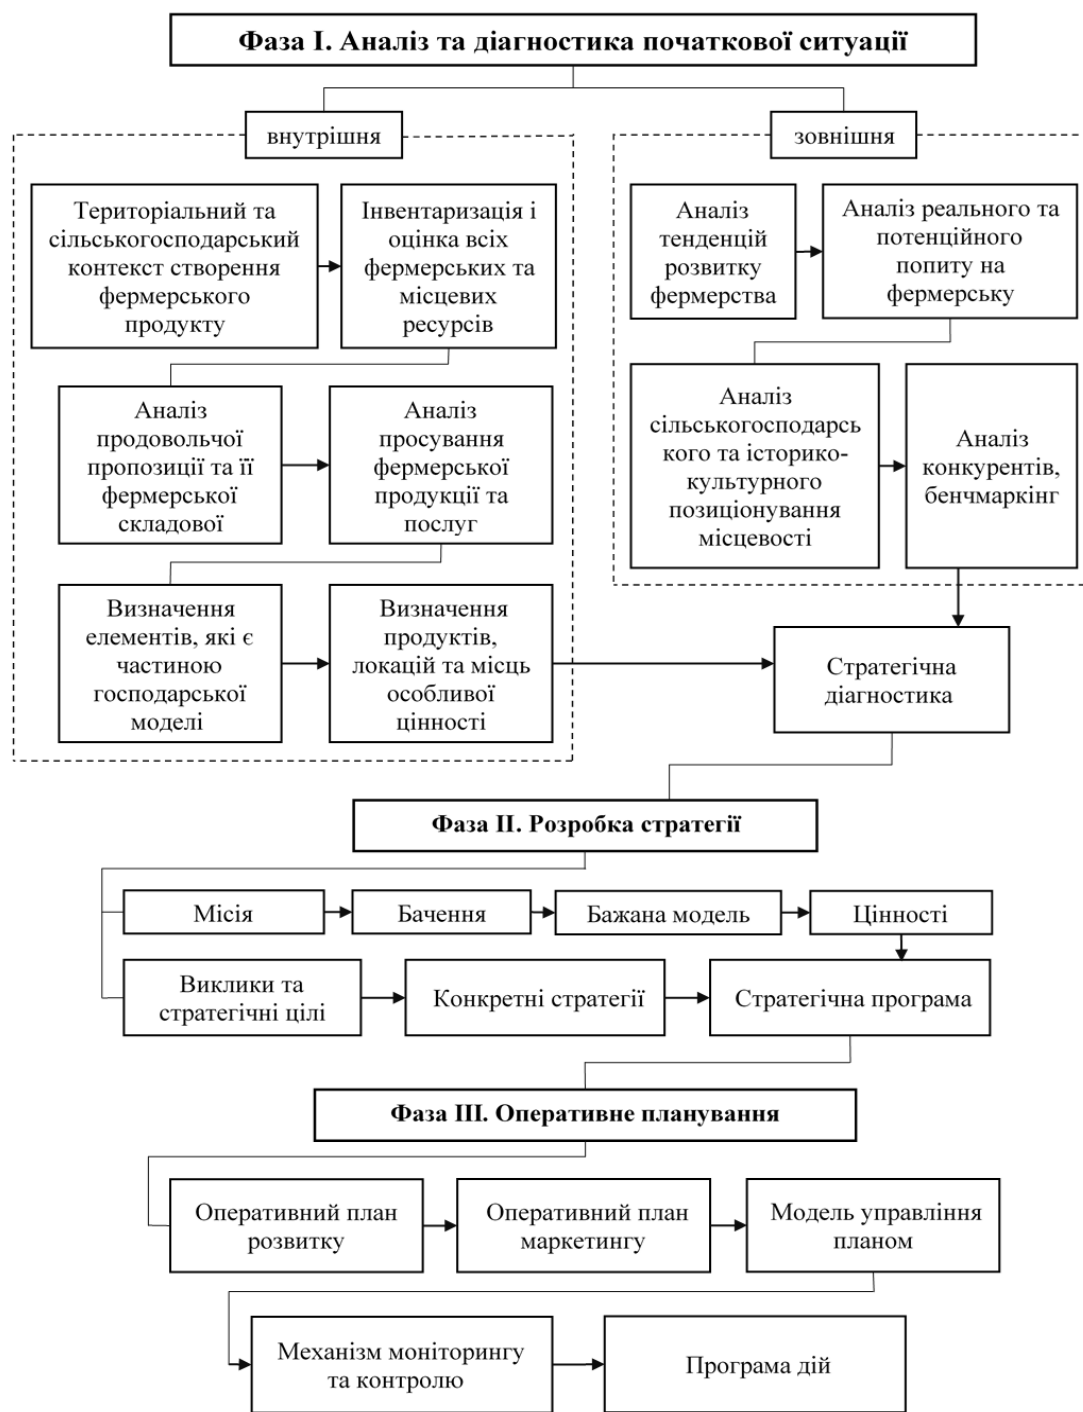 Фаза I. Аналіз та діагностика початкової ситуації
внутрішня
зовнішня
Територіальний та
сільськогосподарський
контекст створення
фермерського
продукту
Інвентаризація і
оцінка всіх
фермерських та
місцевих
ресурсів
Аналіз
тенденцій
розвитку
фермерства
Аналіз реального та
потенційного
попиту на
фермерську
Аналіз
продовольчої
пропозиції та її
фермерської
складової
Аналіз
просування
фермерської
продукції та
послуг
Аналіз
сільськогосподарсь
кого та історико-
культурного
позиціонування
місцевості
Аналіз
конкурентів,
бенчмаркінг
Визначення
елементів, які є
частиною
господарської
моделі
Визначення
продуктів,
локацій та місць
особливої
цінності
Стратегічна
діагностика
Фаза II. Розробка стратегії
Місія
Бачення
Бажана модель
Цінності
Виклики та
стратегічні цілі
Конкретні стратегії
Стратегічна програма
Фаза III. Оперативне планування
Оперативний план
розвитку
Оперативний план
маркетингу
Модель управління
планом
Механізм моніторингу
та контролю
Програма дій